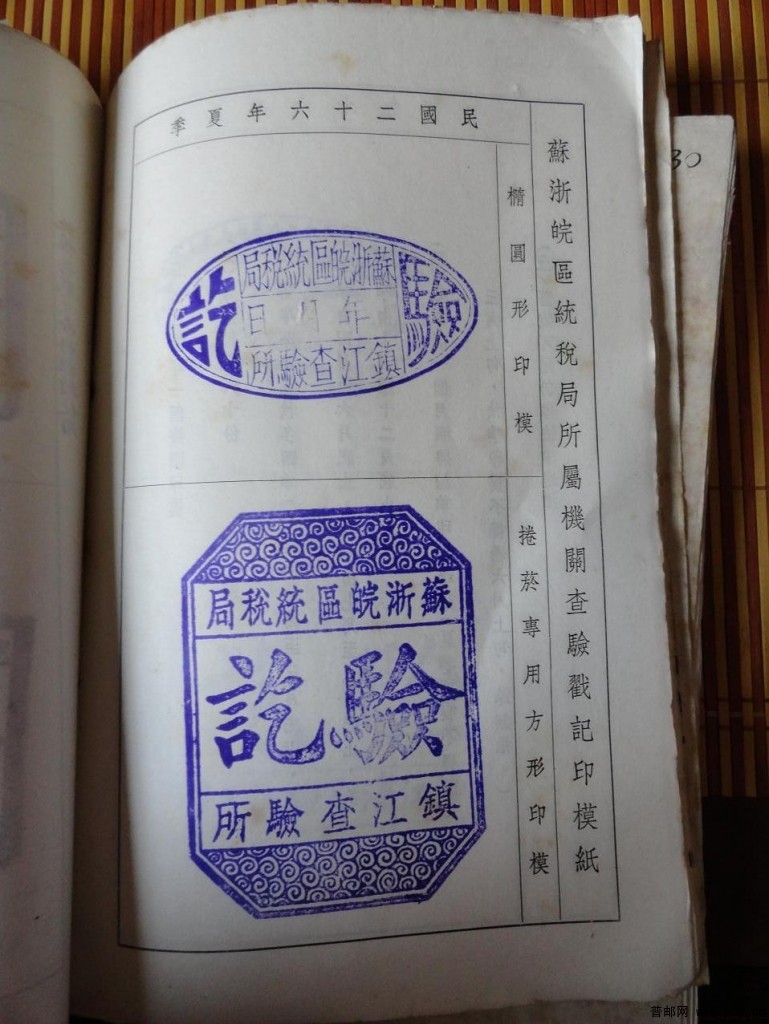 蘇浙皖區統稅局所屬機關查驗戳記印模紙
民國二十六年夏季
橢圓形印模
蘇浙皖區統稅局
驗訖
年月日
鎮江查驗所
捲菸專用方形印模
蘇浙皖區統稅局
驗訖
鎮江查驗所
30
普邮网